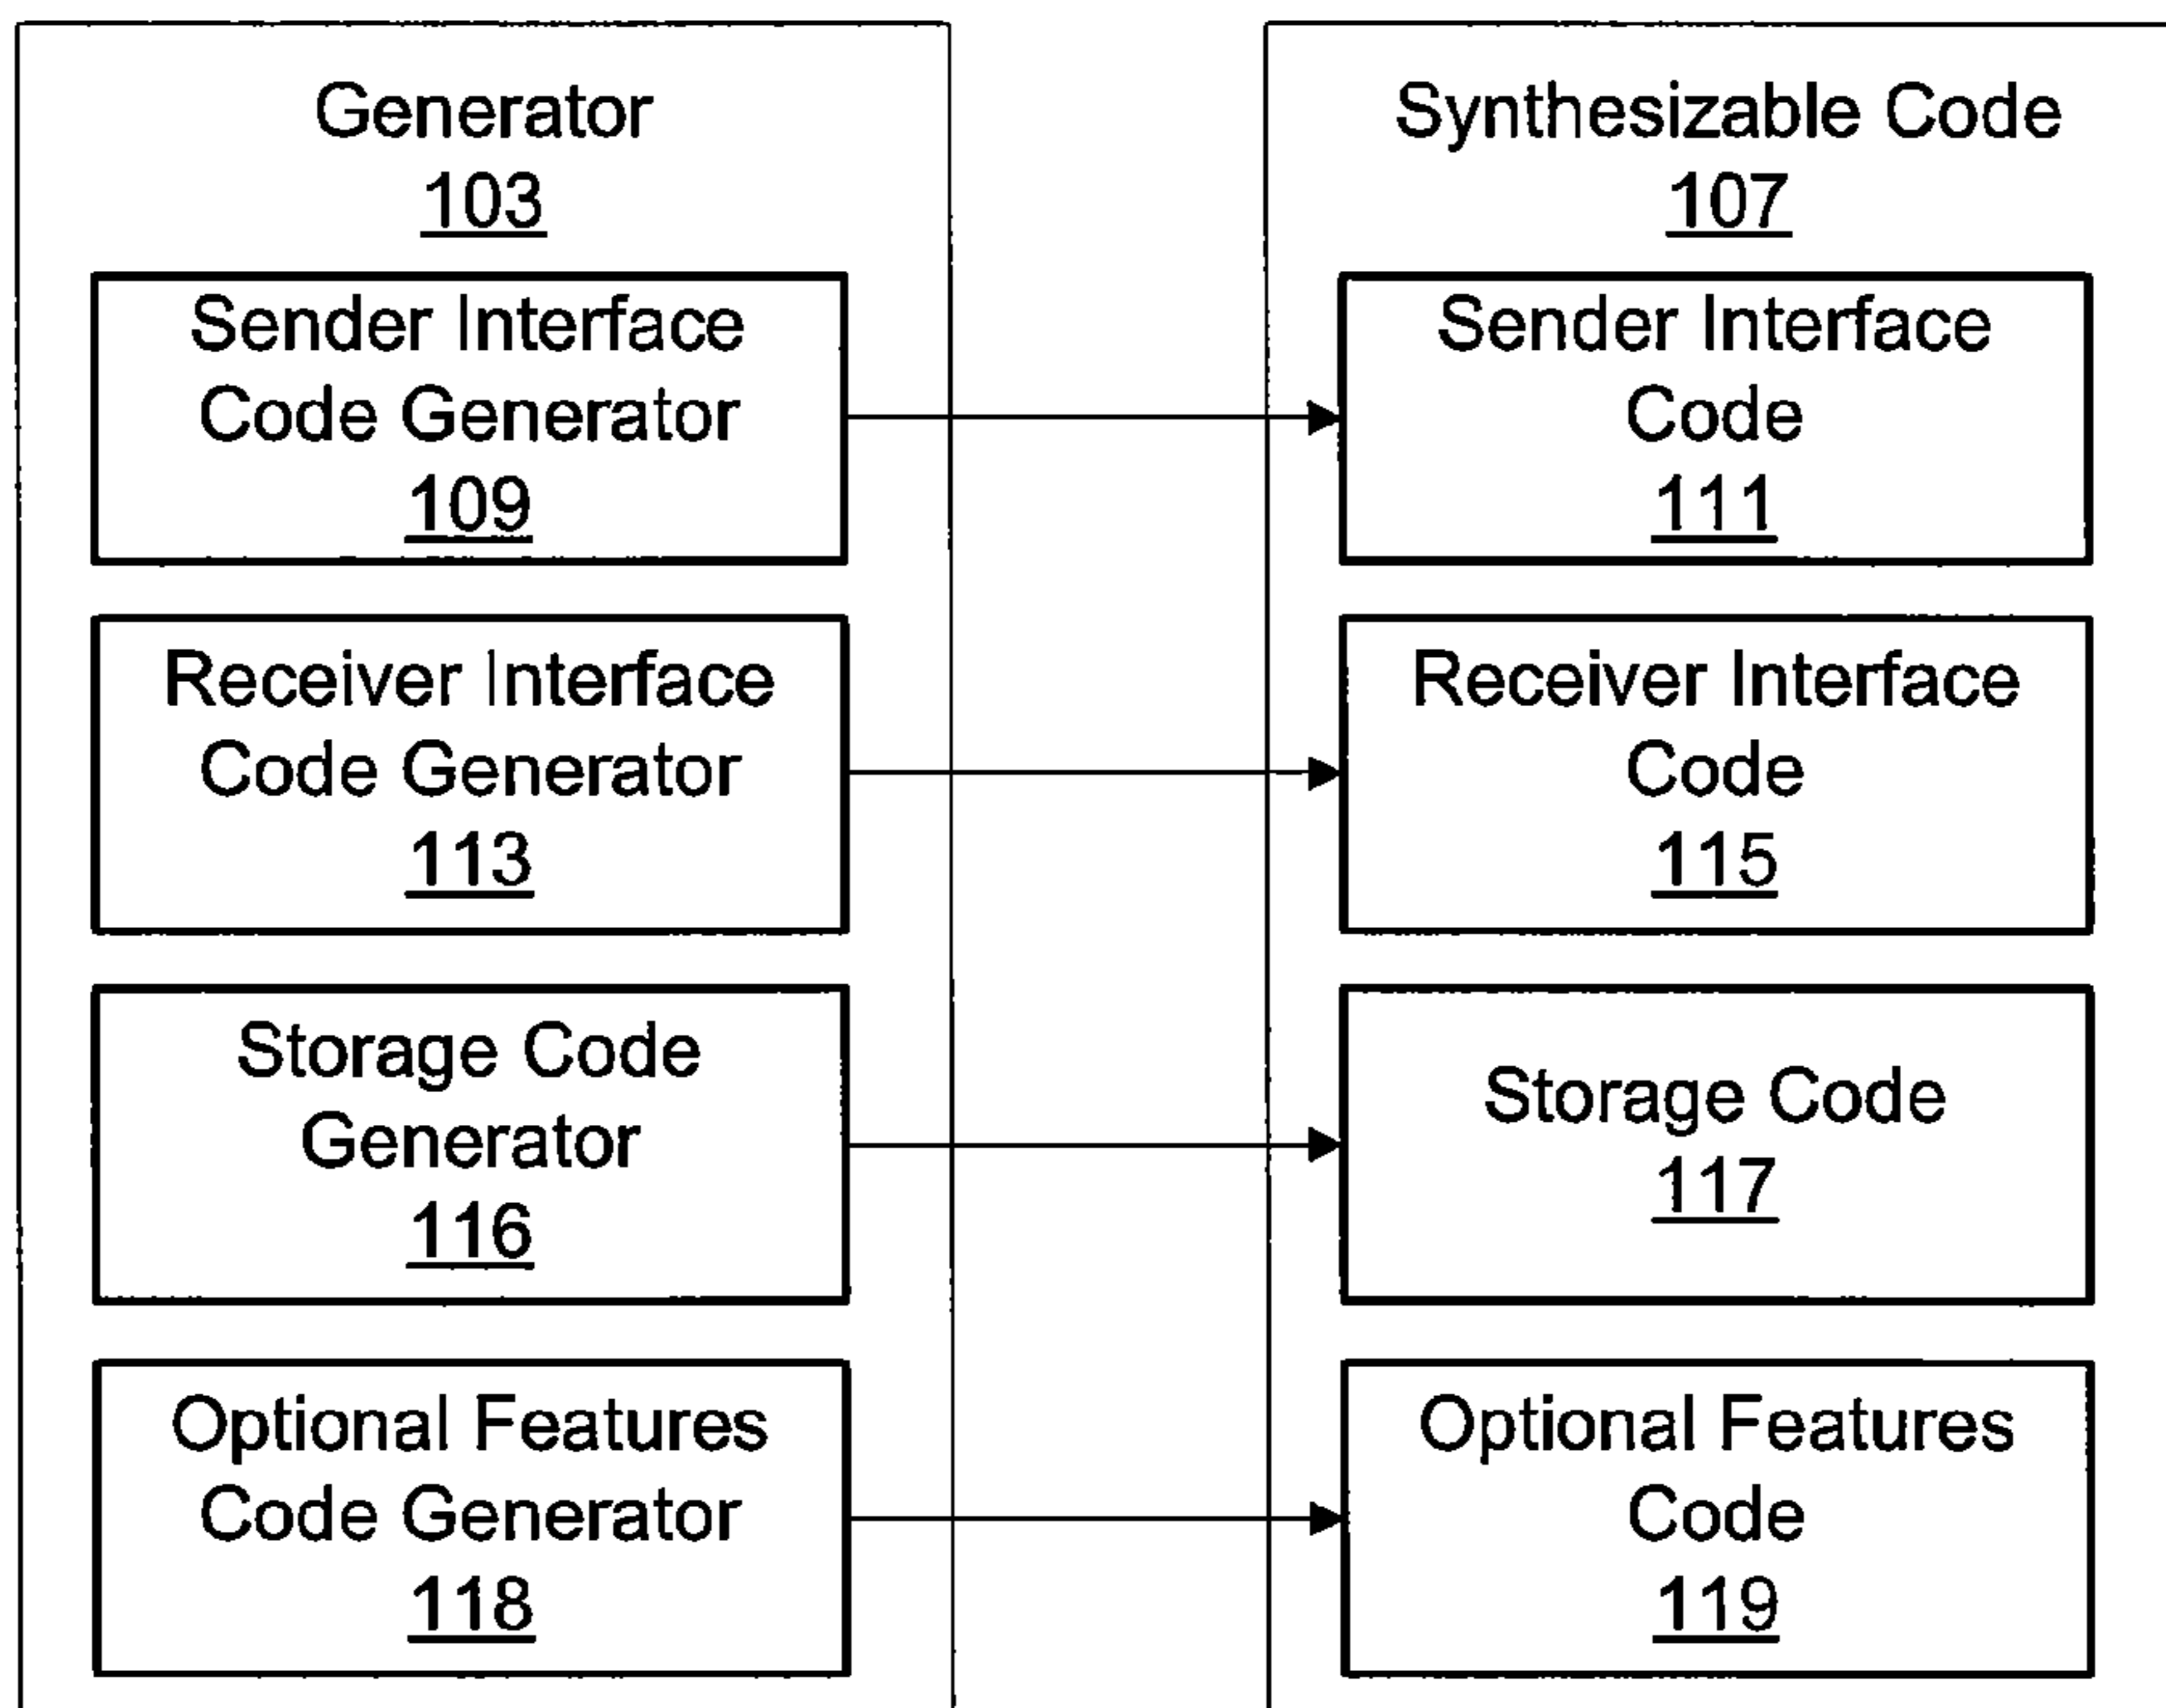 Generator
103
Sender Interface
Code Generator
109
Receiver Interface
Code Generator
113
Storage Code
Generator
116
Optional Features
Code Generator
118
Synthesizable Code
107
Sender Interface
Code
111
Receiver Interface
Code
115
Storage Code
117
Optional Features
Code
119